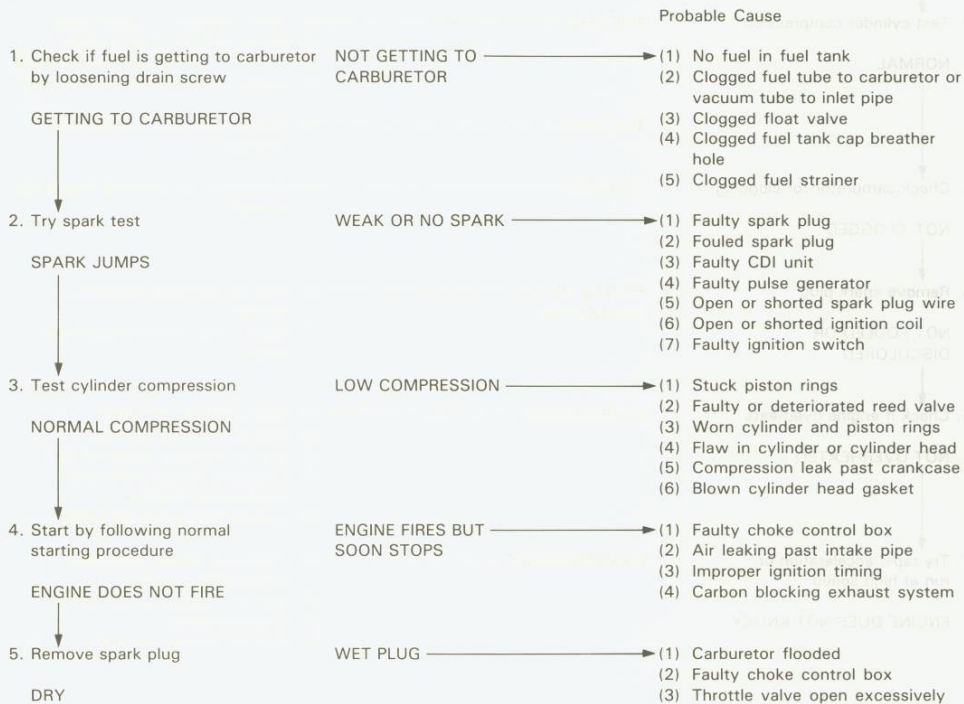 Probable Cause
1. Check if fuel is getting to carburetor by loosening drain screw
NOT GETTING TO CARBURETOR
(1) No fuel in fuel tank
(2) Clogged fuel tube to carburetor or vacuum tube to inlet pipe
(3) Clogged float valve
(4) Clogged fuel tank cap breather hole
(5) Clogged fuel strainer
GETTING TO CARBURETOR
2. Try spark test
WEAK OR NO SPARK
(1) Faulty spark plug
(2) Fouled spark plug
(3) Faulty CDI unit
(4) Faulty pulse generator
(5) Open or shorted spark plug wire
(6) Open or shorted ignition coil
(7) Faulty ignition switch
SPARK JUMPS
3. Test cylinder compression
LOW COMPRESSION
(1) Stuck piston rings
(2) Faulty or deteriorated reed valve
(3) Worn cylinder and piston rings
(4) Flaw in cylinder or cylinder head
(5) Compression leak past crankcase
(6) Blown cylinder head gasket
NORMAL COMPRESSION
4. Start by following normal starting procedure
ENGINE FIRES BUT SOON STOPS
(1) Faulty choke control box
(2) Air leaking past intake pipe
(3) Improper ignition timing
(4) Carbon blocking exhaust system
ENGINE DOES NOT FIRE
5. Remove spark plug
WET PLUG
(1) Carburetor flooded
(2) Faulty choke control box
(3) Throttle valve open excessively
DRY